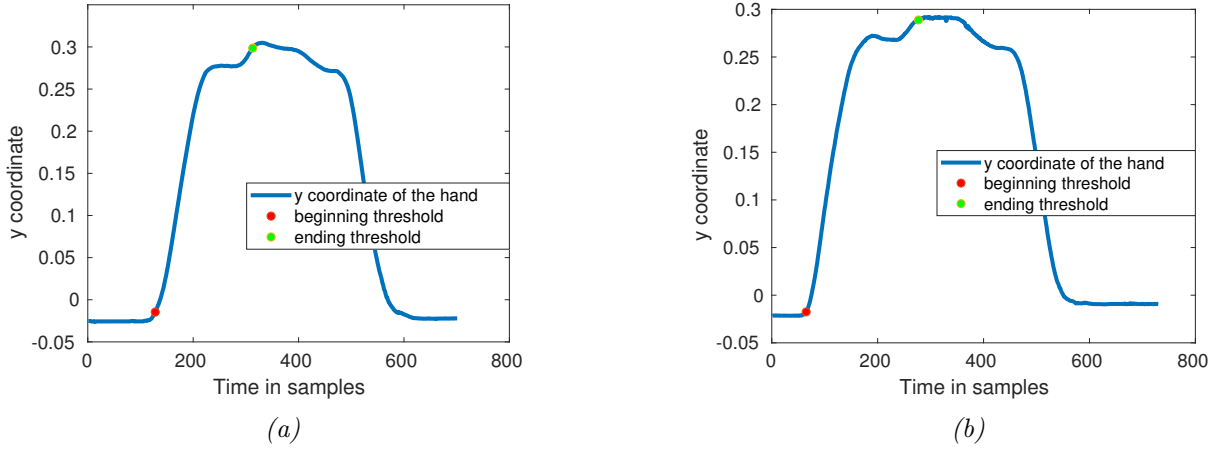 0.3
0.25
0.2
0.15
0.1
0.05
0
-0.05
y coordinate
0 200 400 600 800
Time in samples
y coordinate of the hand
beginning threshold
ending threshold
(a)
0.3
0.25
0.2
0.15
0.1
0.05
0
-0.05
y coordinate
0 200 400 600 800
Time in samples
y coordinate of the hand
beginning threshold
ending threshold
(b)